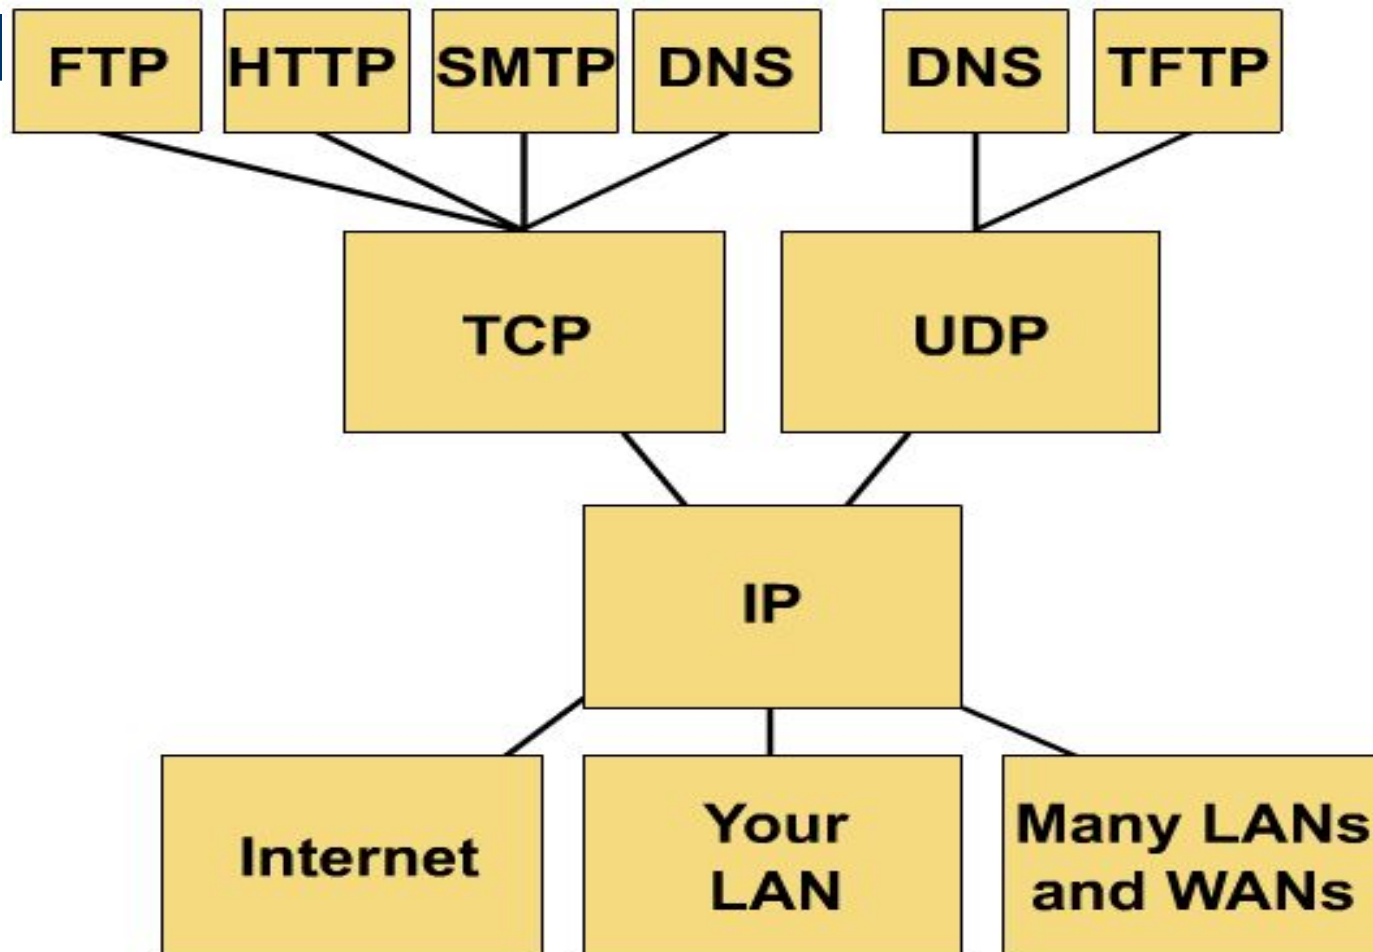 FTP HTTP SMTP DNS DNS TFTP
TCP UDP
IP
Internet
Your
LAN
Many LANs
and WANs